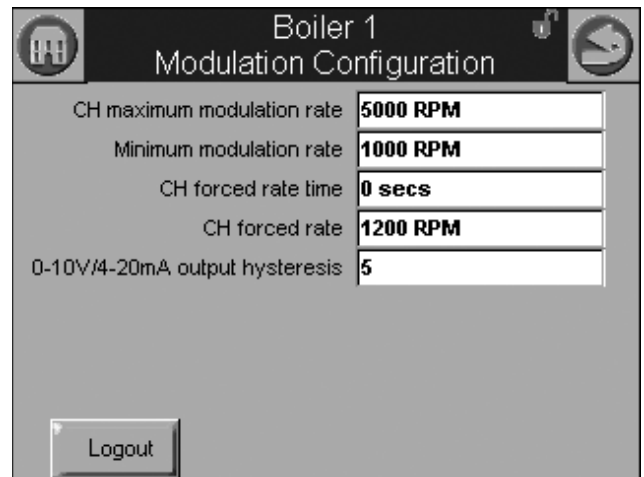 Boiler 1
Modulation Configuration
CH maximum modulation rate 5000 RPM
Minimum modulation rate 1000 RPM
CH forced rate time 0 secs
CH forced rate 1200 RPM
0-10V/4-20mA output hysteresis 5
Logout